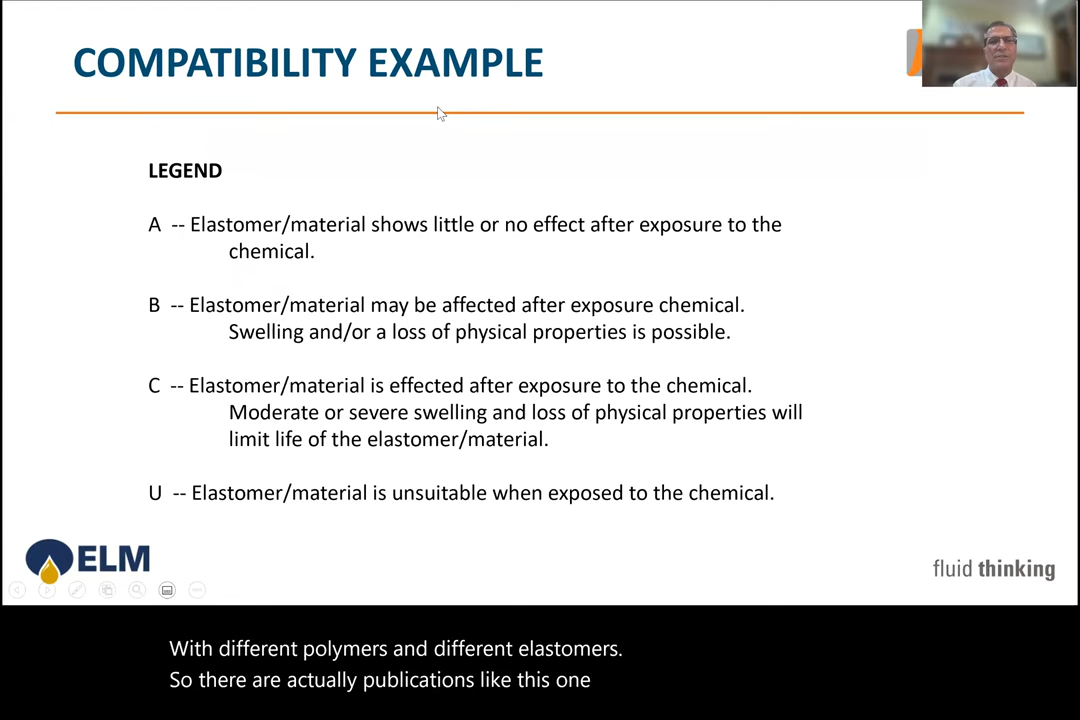 COMPATIBILITY EXAMPLE
LEGEND
A -- Elastomer/material shows little or no effect after exposure to the
chemical.
B -- Elastomer/material may be affected after exposure chemical.
Swelling and/or a loss of physical properties is possible.
C -- Elastomer/material is effected after exposure to the chemical.
Moderate or severe swelling and loss of physical properties will
limit life of the elastomer/material.
U -- Elastomer/material is unsuitable when exposed to the chemical.
ELM
fluid thinking
With different polymers and different elastomers.
So there are actually publications like this one